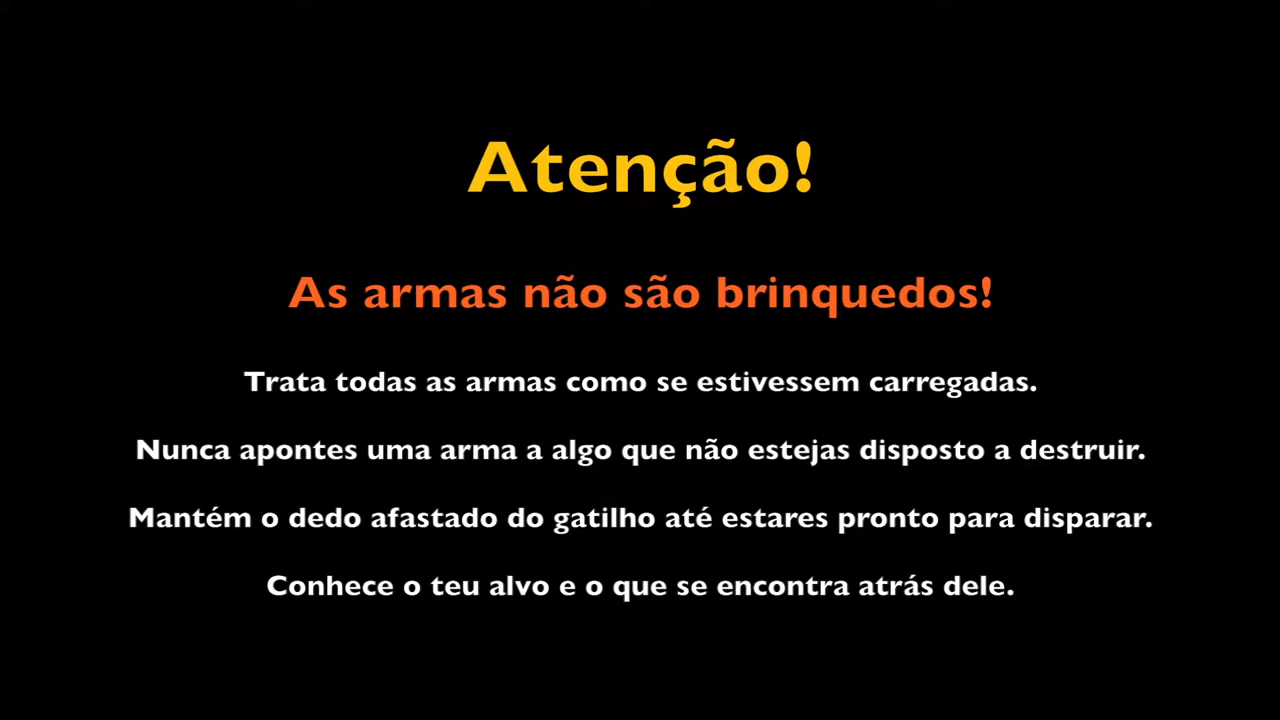 Atenção!
As armas não são brinquedos!
Trata todas as armas como se estivessem carregadas.
Nunca apontes uma arma a algo que não estejas disposto a destruir.
Mantém o dedo afastado do gatilho até estares pronto para disparar.
Conhece o teu alvo e o que se encontra atrás dele.